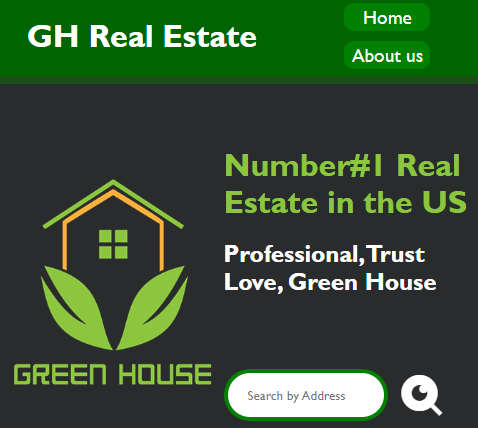 GH Real Estate
Home
About us
Number#1 Real
Estate in the US
Professional,Trust
Love, Green House
GREEN HOUSE
Search by Address